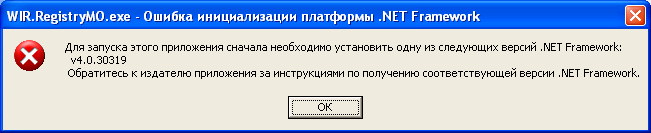 WIR.RegistryMO.exe - Ошибка инициализации платформы .NET Framework
Для запуска этого приложения сначала необходимо установить одну из следующих версий .NET Framework:
v4.0.30319
Обратитесь к издателю приложения за инструкциями по получению соответствующей версии .NET Framework.
OK